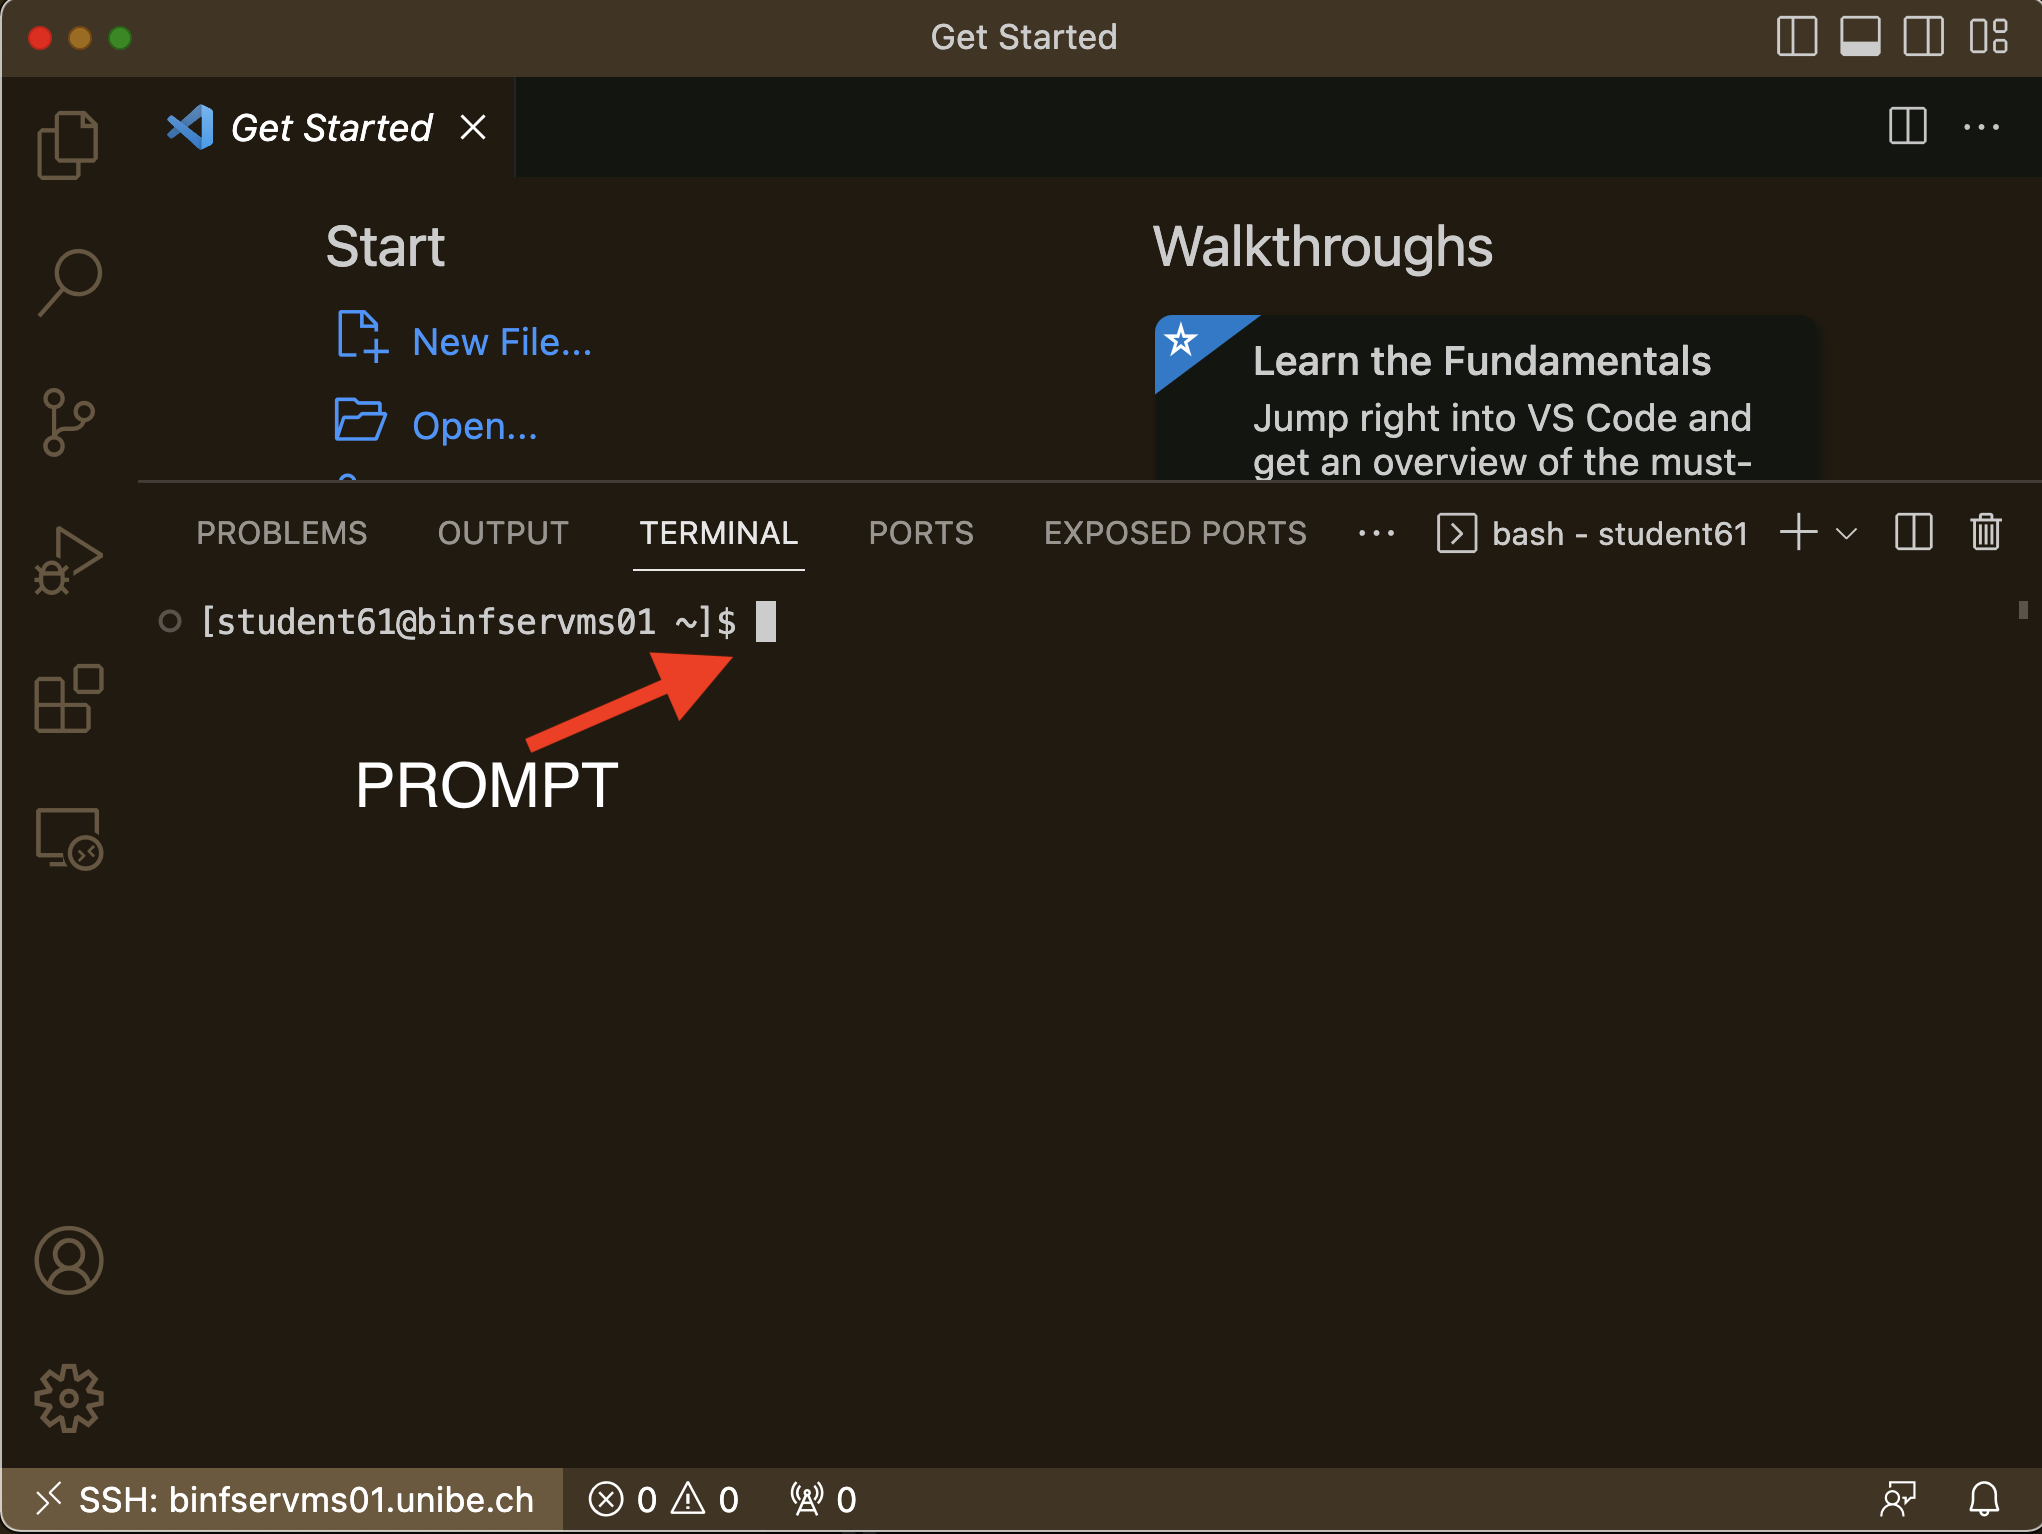 Get Started
Get Started
Start
Walkthroughs
New File...
Learn the Fundamentals
Open...
Jump right into VS Code and
get an overview of the must-
PROBLEMS OUTPUT TERMINAL PORTS EXPOSED PORTS ... bash - student61
[student61@binfservms01 ~]$
PROMPT
SSH: binfservms01.unibe.ch 0 0 0